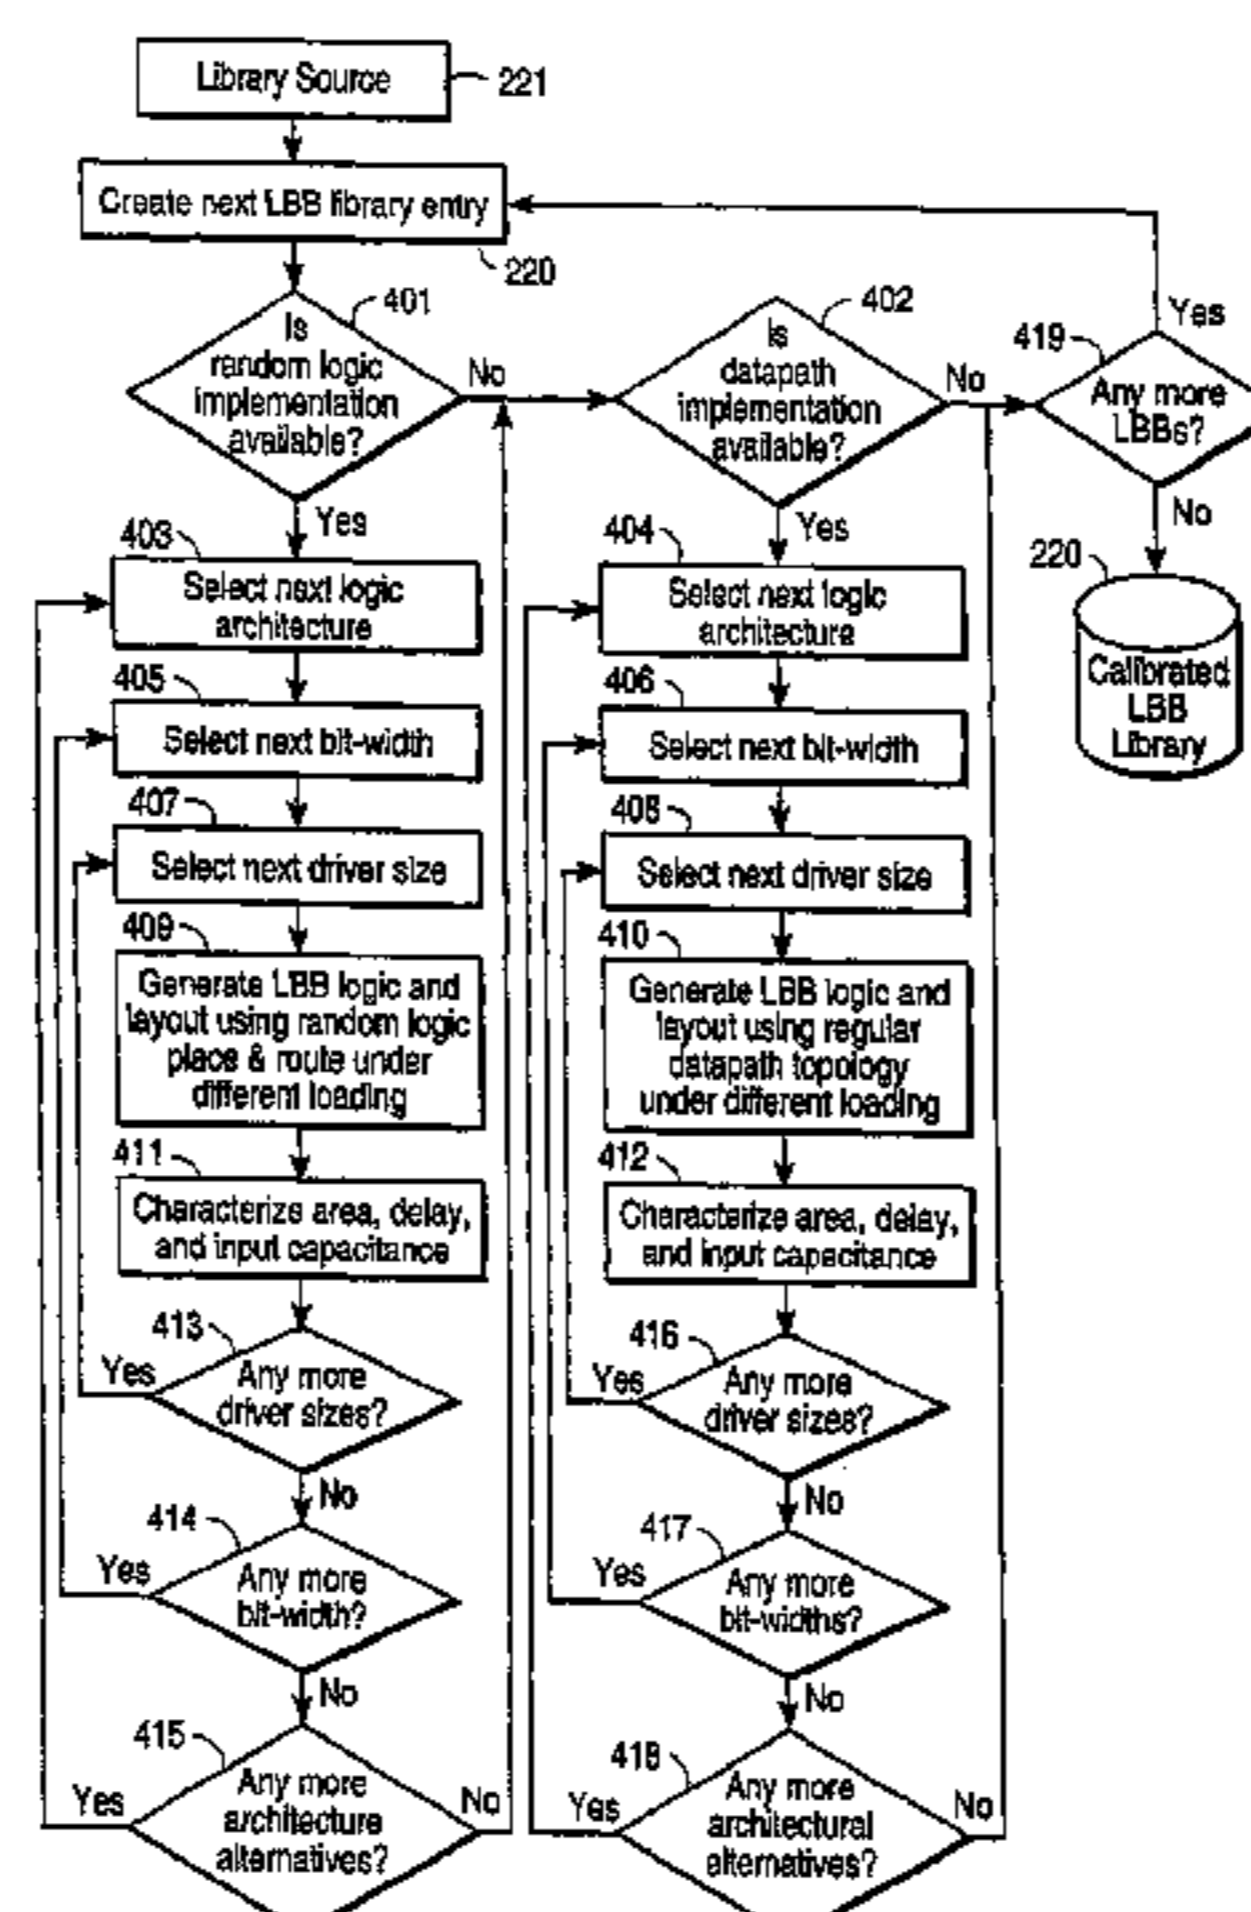 Library Source
221
Create next LBB library entry
220
401
Is
random logic
implementation
available?
No
Yes
402
Is
datapath
implementation
available?
No
Yes
419
Yes
Any more
LBBs?
No
220
Calibrated
LBB
Library
403
Select next logic
architecture
405
Select next bit-width
407
Select next driver size
409
Generate LBB logic and
layout using random logic
place & route under
different loading
411
Characterize area, delay,
and input capacitance
413
Yes
Any more
driver sizes?
No
414
Yes
Any more
bit-width?
No
415
Yes
Any more
architecture
alternatives?
No
404
Select next logic
architecture
406
Select next bit-width
408
Select next driver size
410
Generate LBB logic and
layout using regular
datapath topology
under different loading
412
Characterize area, delay,
and input capacitance
416
Yes
Any more
driver sizes?
No
417
Yes
Any more
bit-widths?
No
418
Yes
Any more
architectural
alternatives?
No